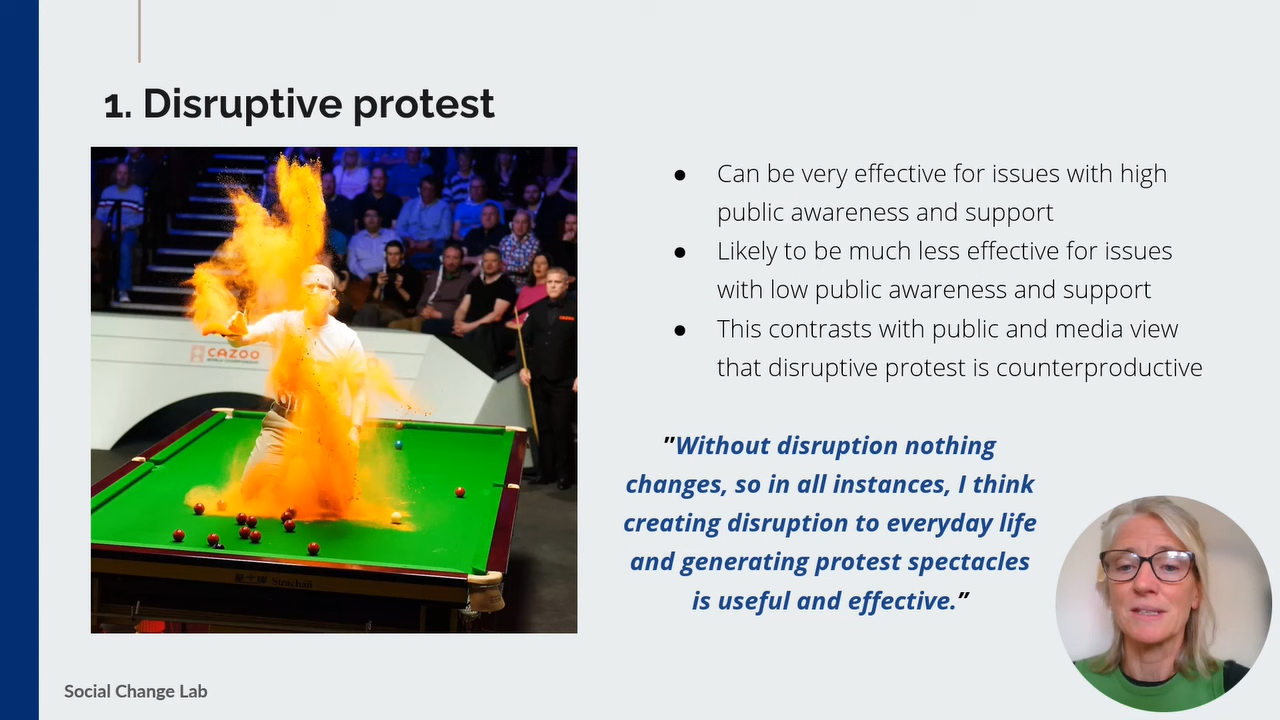 1. Disruptive protest
CAZOO
● Can be very effective for issues with high
public awareness and support
● Likely to be much less effective for issues
with low public awareness and support
● This contrasts with public and media view
that disruptive protest is counterproductive
"Without disruption nothing
changes, so in all instances, I think
creating disruption to everyday life
and generating protest spectacles
is useful and effective.”
Strachan
Social Change Lab